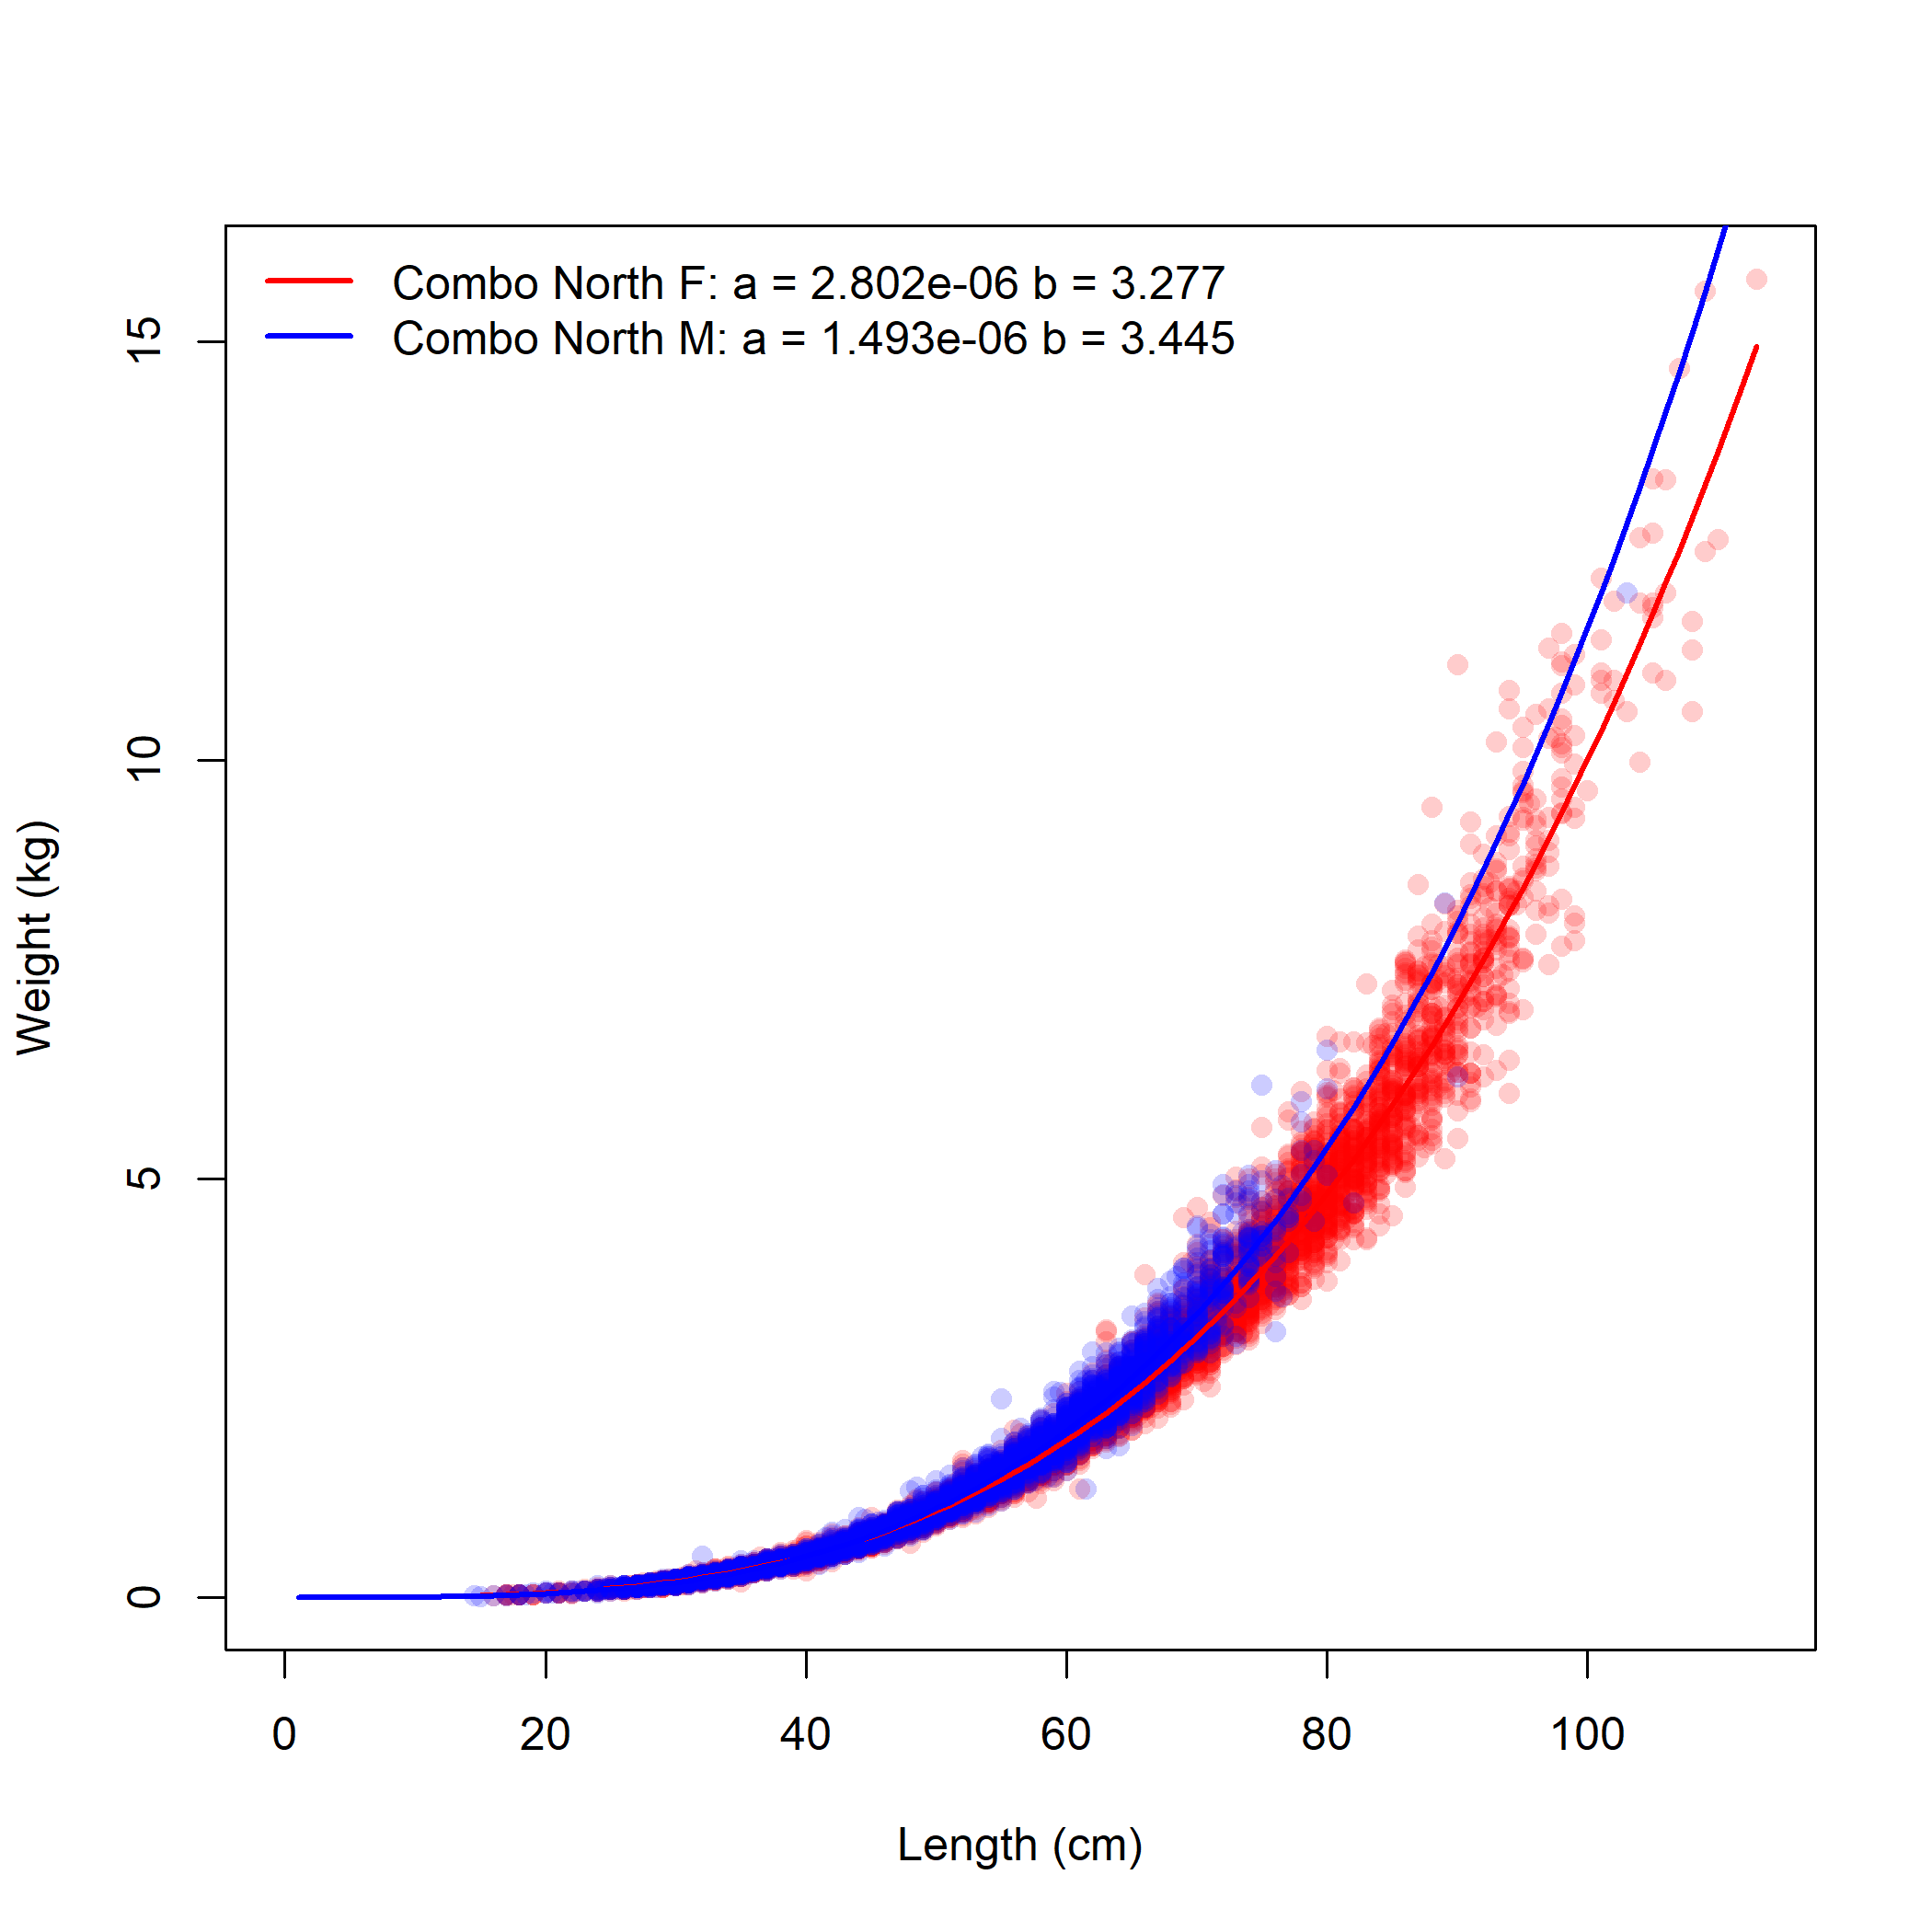 Combo North F: a = 2.802e-06 b = 3.277
Combo North M: a = 1.493e-06 b = 3.445
15
10
5
0
Weight (kg)
0 20 40 60 80 100
Length (cm)